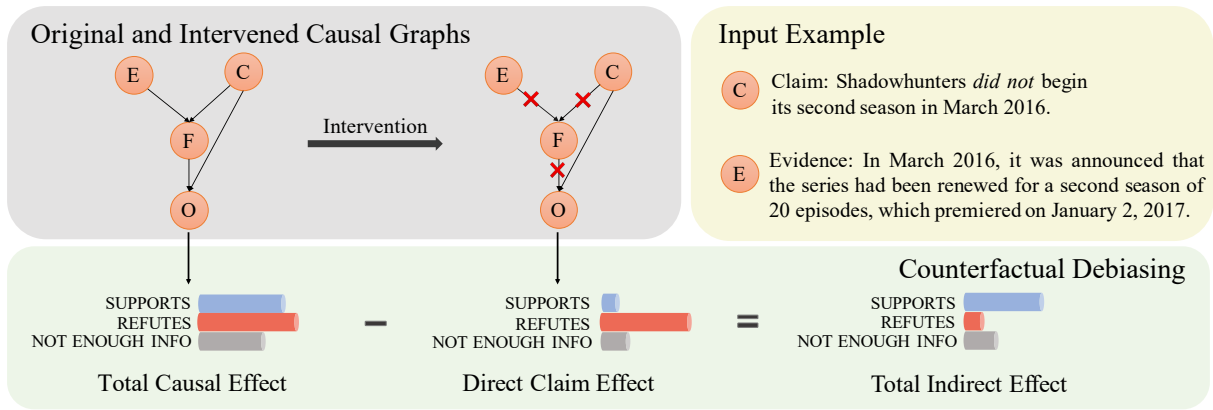 Original and Intervened Causal Graphs
E
C
F
O
Intervention
E
C
F
O
Input Example
C
Claim: Shadowhunters did not begin
its second season in March 2016.
E
Evidence: In March 2016, it was announced that
the series had been renewed for a second season of
20 episodes, which premiered on January 2, 2017.
Counterfactual Debiasing
SUPPORTS
REFUTES
NOT ENOUGH INFO
Total Causal Effect
−
SUPPORTS
REFUTES
NOT ENOUGH INFO
Direct Claim Effect
=
SUPPORTS
REFUTES
NOT ENOUGH INFO
Total Indirect Effect